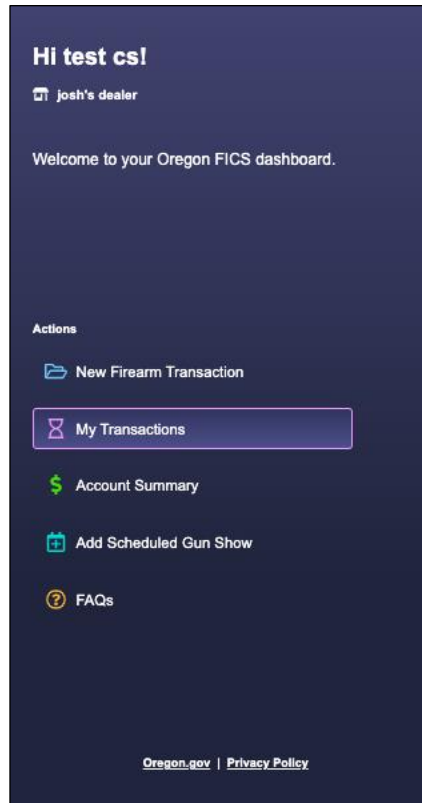 Hi test cs!
josh's dealer
Welcome to your Oregon FICS dashboard.
Actions
New Firearm Transaction
My Transactions
$ Account Summary
Add Scheduled Gun Show
? FAQs
Oregon.gov | Privacy Policy